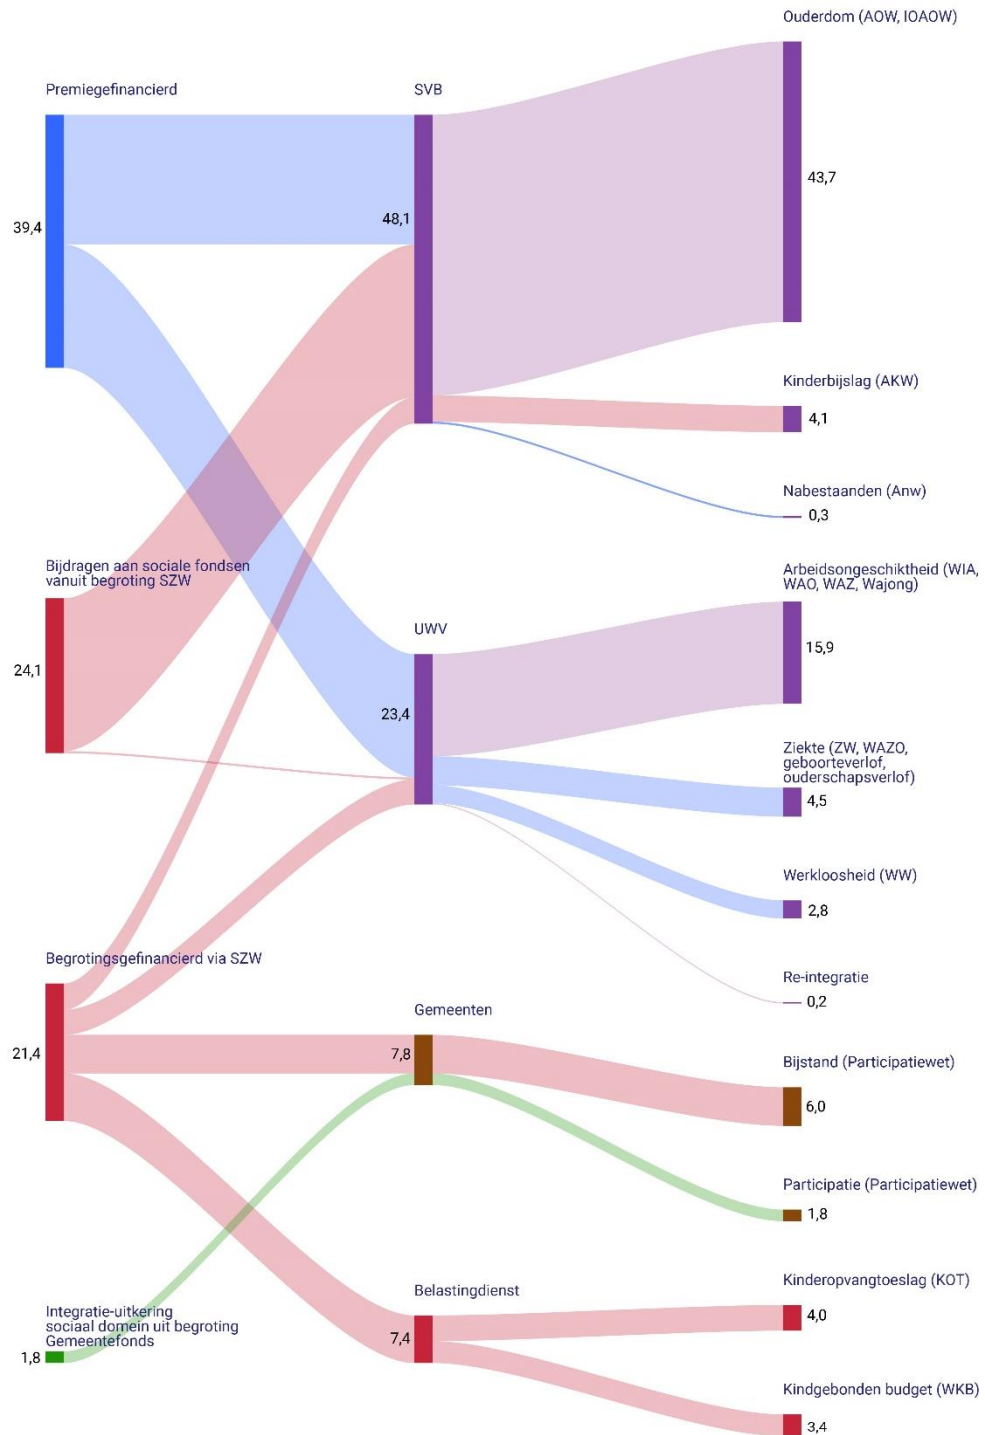 Ouderdom (AOW, IOAOW)
43,7
Premiegefinancierd
39,4
SVB
48,1
Kinderbijslag (AKW)
4,1
Nabestaanden (Anw)
0,3
Bijdragen aan sociale fondsen
vanuit begroting SZW
24,1
Arbeidsongeschiktheid (WIA,
WAO, WAZ, Wajong)
15,9
UWV
23,4
Ziekte (ZW, WAZO,
geboorteverlof,
ouderschapsverlof)
4,5
Werkloosheid (WW)
2,8
Begrotingsgefinancierd via SZW
21,4
Re-integratie
0,2
Gemeenten
7,8
Bijstand (Participatiewet)
6,0
Participatie (Participatiewet)
1,8
Integratie-uitkering
sociaal domein uit begroting
Gemeentefonds
1,8
Belastingdienst
7,4
Kinderopvangtoeslag (KOT)
4,0
Kindgebonden budget (WKB)
3,4